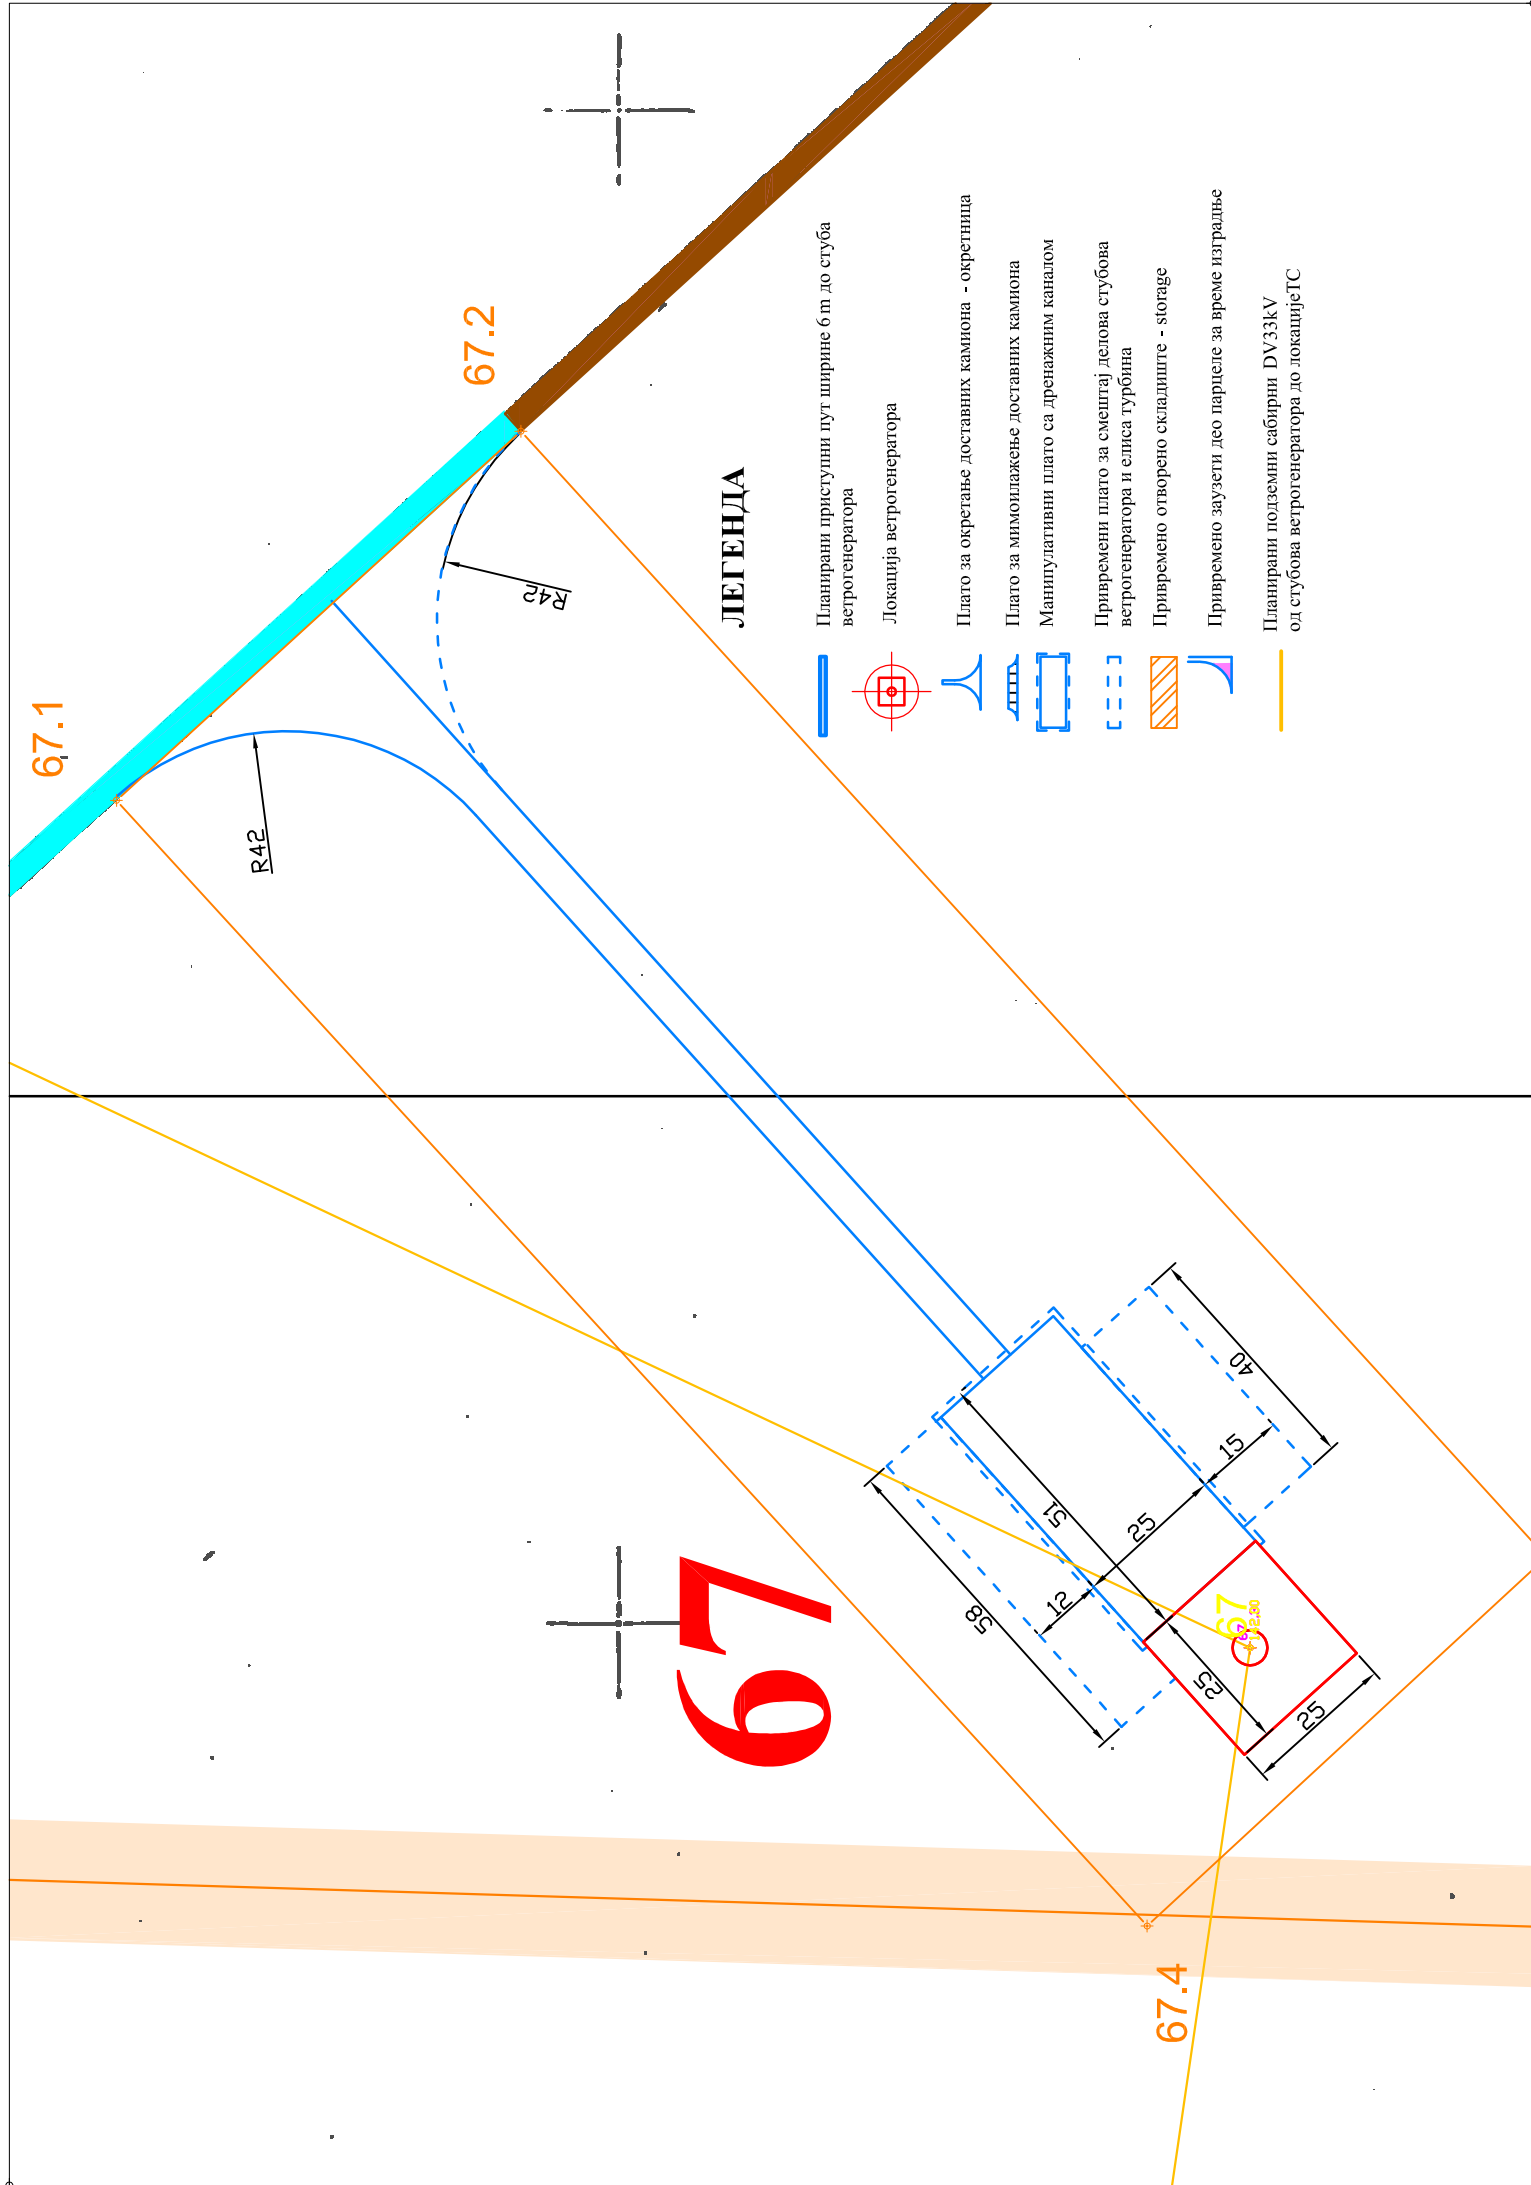 67.1
67.2
R42
R42
ЛЕГЕНДА
Планирани приступни пут ширине 6 m до стуба
ветрогенератора
Локација ветрогенератора
Плато за окретање доставних камиона - окретница
Плато за мимоилажење доставних камиона
Манипулативни плато са дренажним каналом
Привремени плато за смештај делова стубова
ветрогенератора и елиса турбина
Привремено отворено складиште - storage
Привремено заузети део парцеле за време изградње
Планирани подземни сабирни DV33kV
од стубова ветрогенератора до локацијеТС
40
15
51
25
12
58
67
25
25
67
67.4